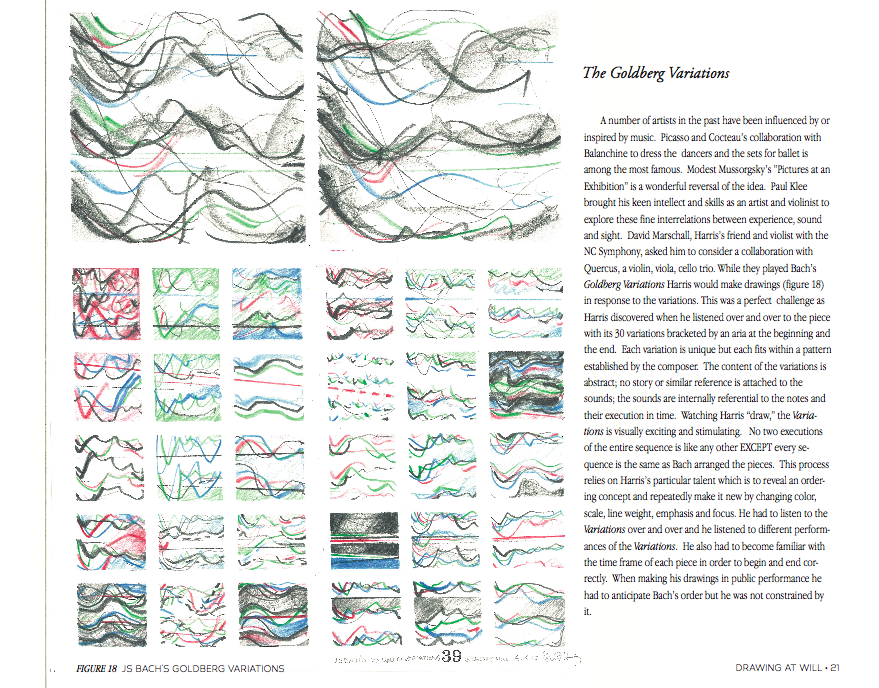 The Goldberg Variations
A number of artists in the past have been influenced by or
inspired by music. Picasso and Cocteau's collaboration with
Balanchine to dress the dancers and the sets for ballet is
among the most famous. Modest Mussorgsky's "Pictures at an
Exhibition" is a wonderful reversal of the idea. Paul Klee
brought his keen intellect and skills as an artist and violinist to
explore these fine interrelations between experience, sound
and sight. David Marschall, Harris's friend and violist with the
NC Symphony, asked him to consider a collaboration with
Quercus, a violin, viola, cello trio. While they played Bach's
Goldberg Variations Harris would make drawings (figure 18)
in response to the variations. This was a perfect challenge as
Harris discovered when he listened over and over to the piece
with its 30 variations bracketed by an aria at the beginning and
the end. Each variation is unique but each fits within a pattern
established by the composer. The content of the variations is
abstract; no story or similar reference is attached to the
sounds; the sounds are internally referential to the notes and
their execution in time. Watching Harris “draw,” the Varia-
tions is visually exciting and stimulating. No two executions
of the entire sequence is like any other EXCEPT every se-
quence is the same as Bach arranged the pieces. This process
relies on Harris's particular talent which is to reveal an order-
ing concept and repeatedly make it new by changing color,
scale, line weight, emphasis and focus. He had to listen to the
Variations over and over and he listened to different perform-
ances of the Variations. He also had to become familiar with
the time frame of each piece in order to begin and end cor-
rectly. When making his drawings in public performance he
had to anticipate Bach's order but he was not constrained by
it.
39
FIGURE 18 JS BACH'S GOLDBERG VARIATIONS
DRAWING AT WILL • 21